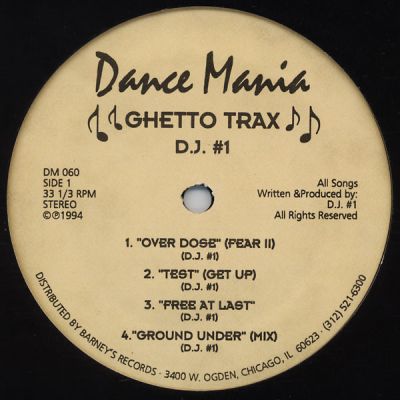 Dance Mania
GHETTO TRAX
D.J. #1
DM 060
SIDE 1
33 1/3 RPM
STEREO
©℗1994
All Songs
Written &Produced by:
D.J. #1
All Rights Reserved
1. "OVER DOSE" (FEAR II)
(D.J. #1)
2. "TEST" (GET UP)
(D.J. #1)
3. "FREE AT LAST"
(D.J. #1)
4."GROUND UNDER" (MIX)
(D.J. #1)
DISTRIBUTED BY BARNEY'S RECORDS · 3400 W. OGDEN, CHICAGO, IL 60623 · (312) 521-6300